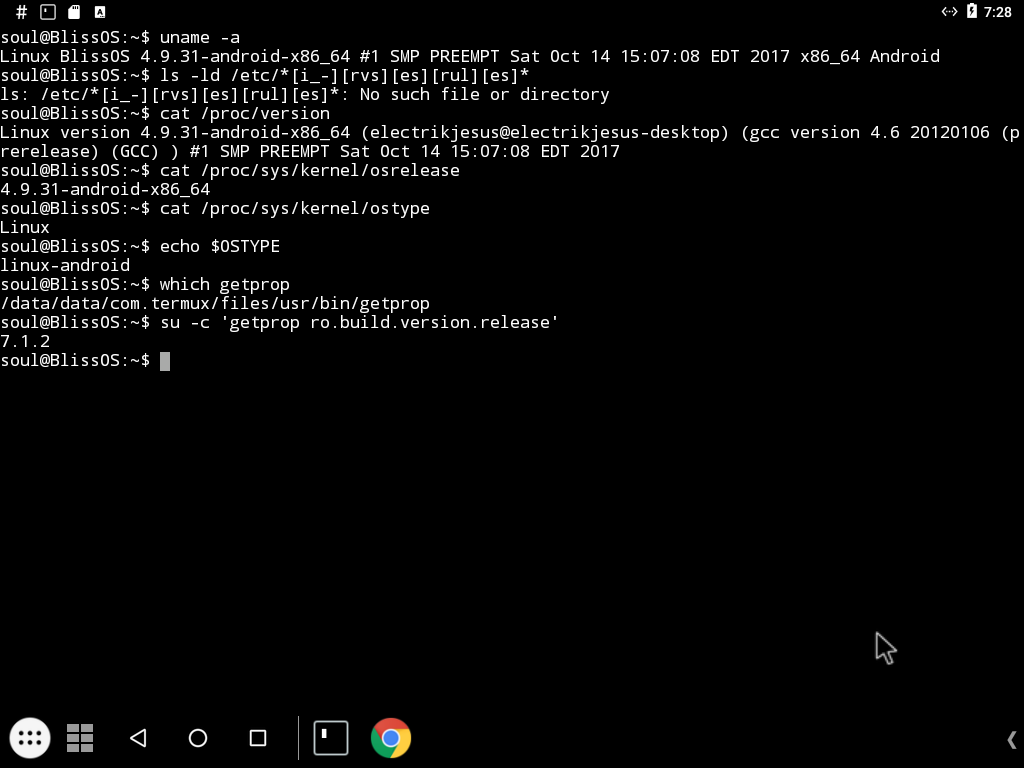 # A 7:28
soul@BlissOS:~$ uname -a
Linux BlissOS 4.9.31-android-x86_64 #1 SMP PREEMPT Sat Oct 14 15:07:08 EDT 2017 x86_64 Android
soul@BlissOS:~$ ls -ld /etc/*[i_-][rvs][es][rul][es]*
ls: /etc/*[i_-][rvs][es][rul][es]*: No such file or directory
soul@BlissOS:~$ cat /proc/version
Linux version 4.9.31-android-x86_64 (electrikjesus@electrikjesus-desktop) (gcc version 4.6 20120106 (p
rerelease) (GCC) ) #1 SMP PREEMPT Sat Oct 14 15:07:08 EDT 2017
soul@BlissOS:~$ cat /proc/sys/kernel/osrelease
4.9.31-android-x86_64
soul@BlissOS:~$ cat /proc/sys/kernel/ostype
Linux
soul@BlissOS:~$ echo $OSTYPE
linux-android
soul@BlissOS:~$ which getprop
/data/data/com.termux/files/usr/bin/getprop
soul@BlissOS:~$ su -c 'getprop ro.build.version.release'
7.1.2
soul@BlissOS:~$